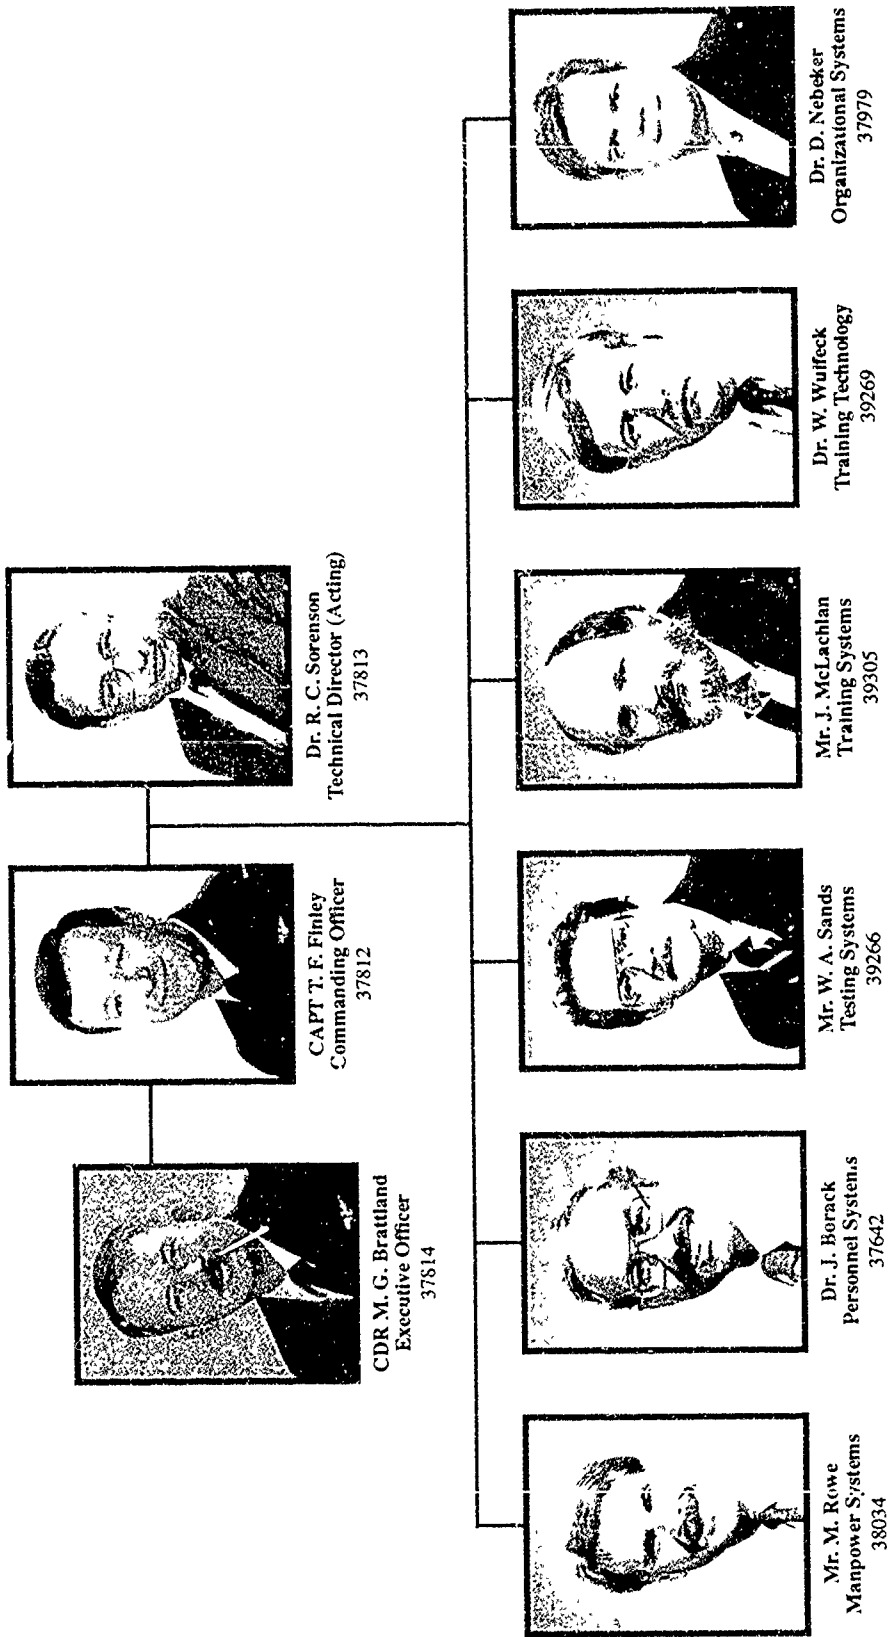 CDR M. G. Brattland
Executive Officer
37814
CAPT T. F. Finley
Commanding Officer
37812
Dr. R. C. Sorenson
Technical Director (Acting)
37813
Mr. M. Rowe
Manpower Systems
38034
Dr. J. Borack
Personnel Systems
37642
Mr. W. A. Sands
Testing Systems
39266
Mr. J. McLachlan
Training Systems
39305
Dr. W. Wulfeck
Training Technology
39269
Dr. D. Nebeker
Organizational Systems
37979